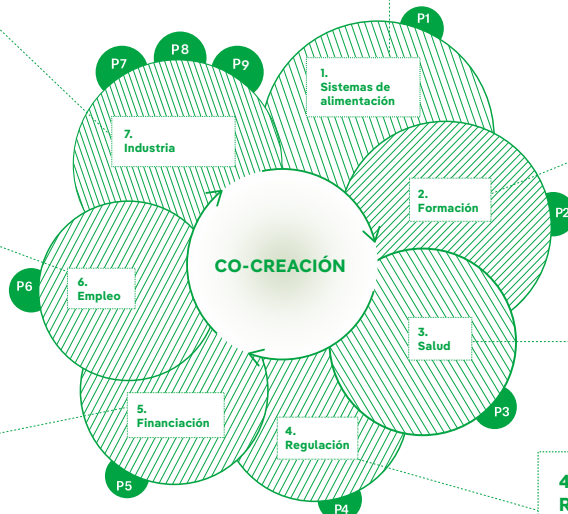 P1
P8
P7
P9
1.
Sistemas de
alimentación
7.
Industria
2.
Formación
P2
CO-CREACIÓN
6.
Empleo
P6
3.
Salud
5.
Financiación
4.
Regulación
P3
P5
P4
4
R